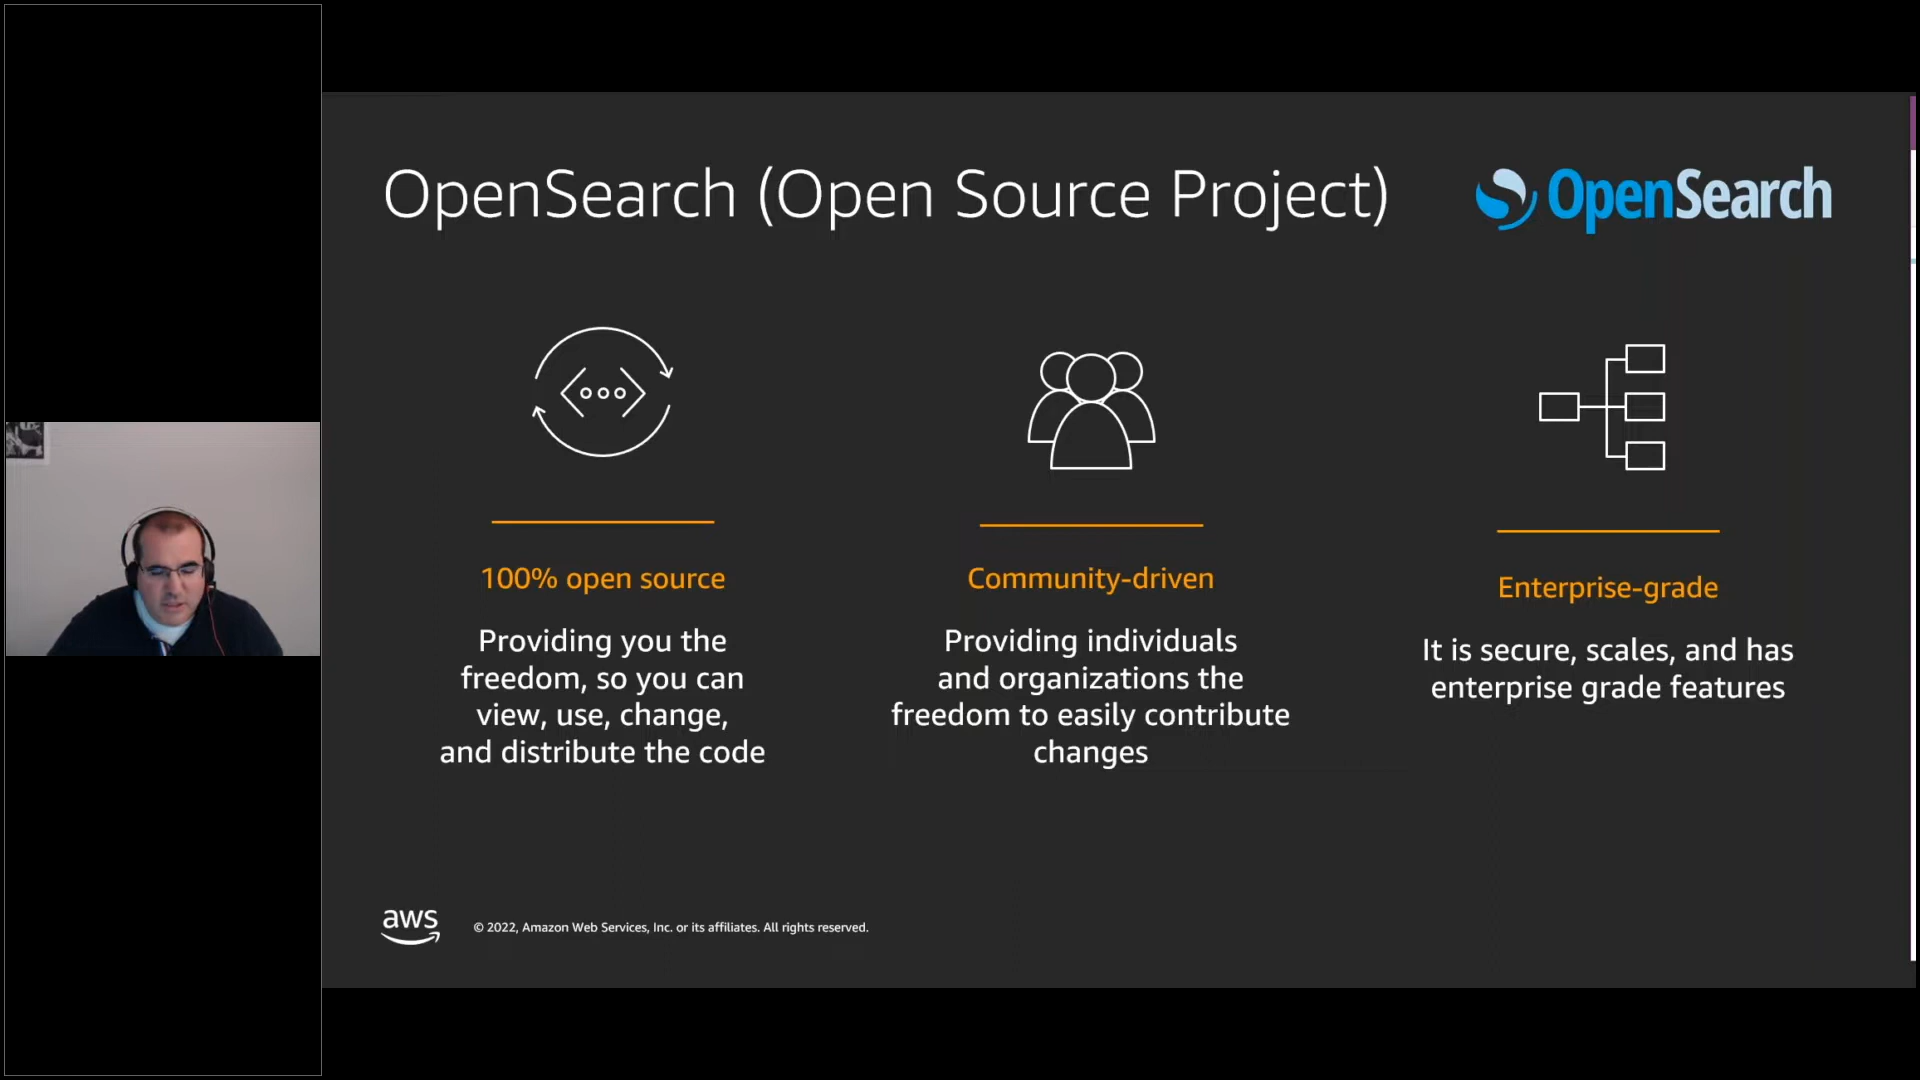 OpenSearch (Open Source Project)
OpenSearch
100% open source
Providing you the
freedom, so you can
view, use, change,
and distribute the code
Community-driven
Providing individuals
and organizations the
freedom to easily contribute
changes
Enterprise-grade
It is secure, scales, and has
enterprise grade features
aws
© 2022, Amazon Web Services, Inc. or its affiliates. All rights reserved.